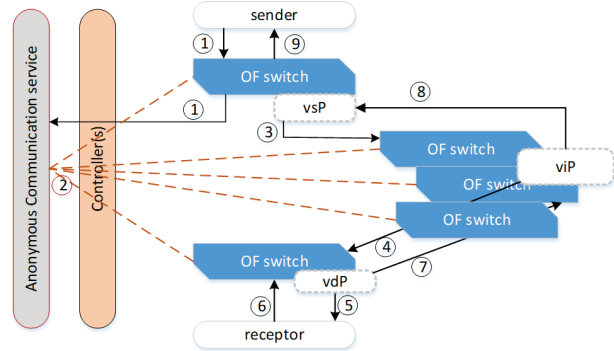 sender
1
9
OF switch
1
vsP
8
3
OF switch
viP
OF switch
2
OF switch
Anonymous Communication service
Controller(s)
4
7
OF switch
vdP
6
5
receptor